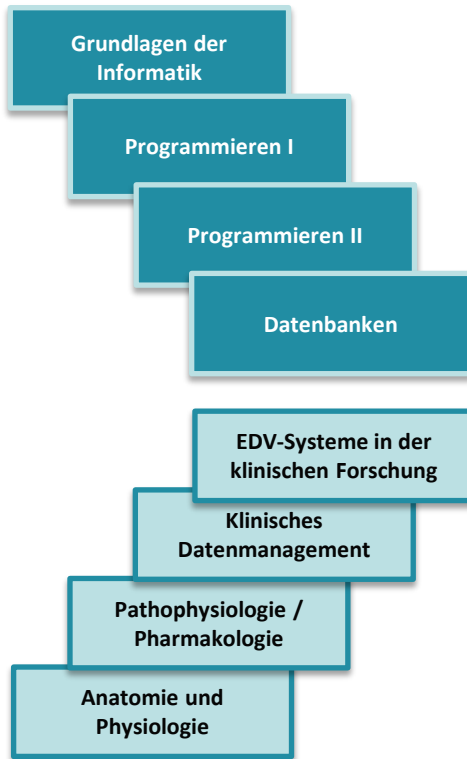 Grundlagen der
Informatik
Programmieren I
Programmieren II
Datenbanken
EDV-Systeme in der
klinischen Forschung
Klinisches
Datenmanagement
Pathophysiologie /
Pharmakologie
Anatomie und
Physiologie